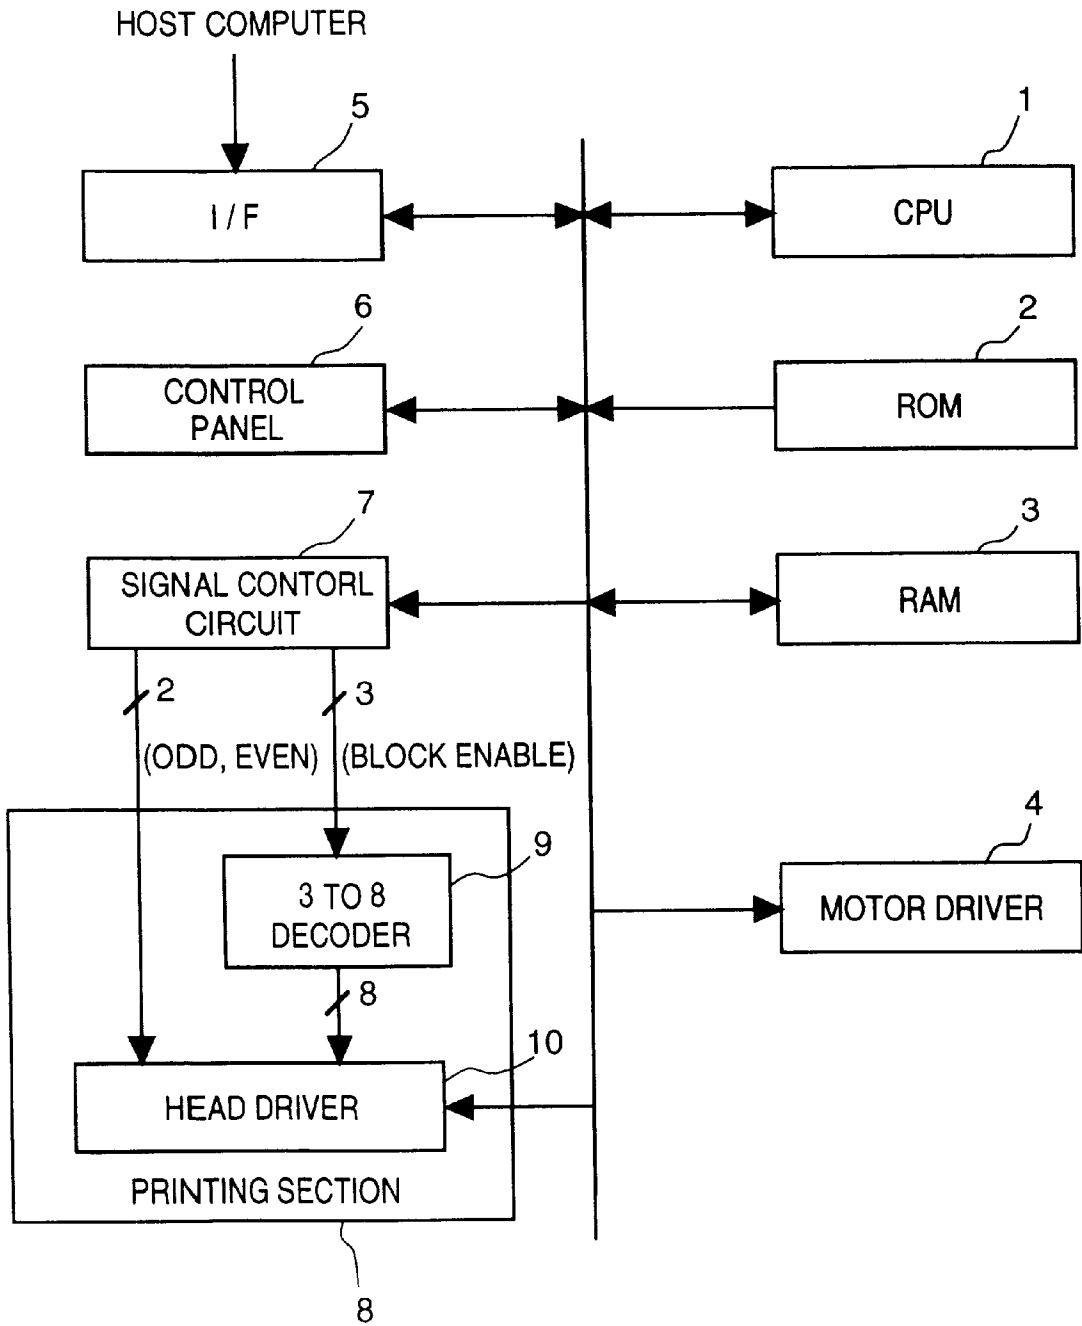 HOST COMPUTER
5
I / F
1
CPU
6
CONTROL
PANEL
2
ROM
7
SIGNAL CONTORL
CIRCUIT
3
RAM
2
3
(ODD, EVEN)
(BLOCK ENABLE)
4
MOTOR DRIVER
9
3 TO 8
DECODER
8
10
HEAD DRIVER
PRINTING SECTION
8